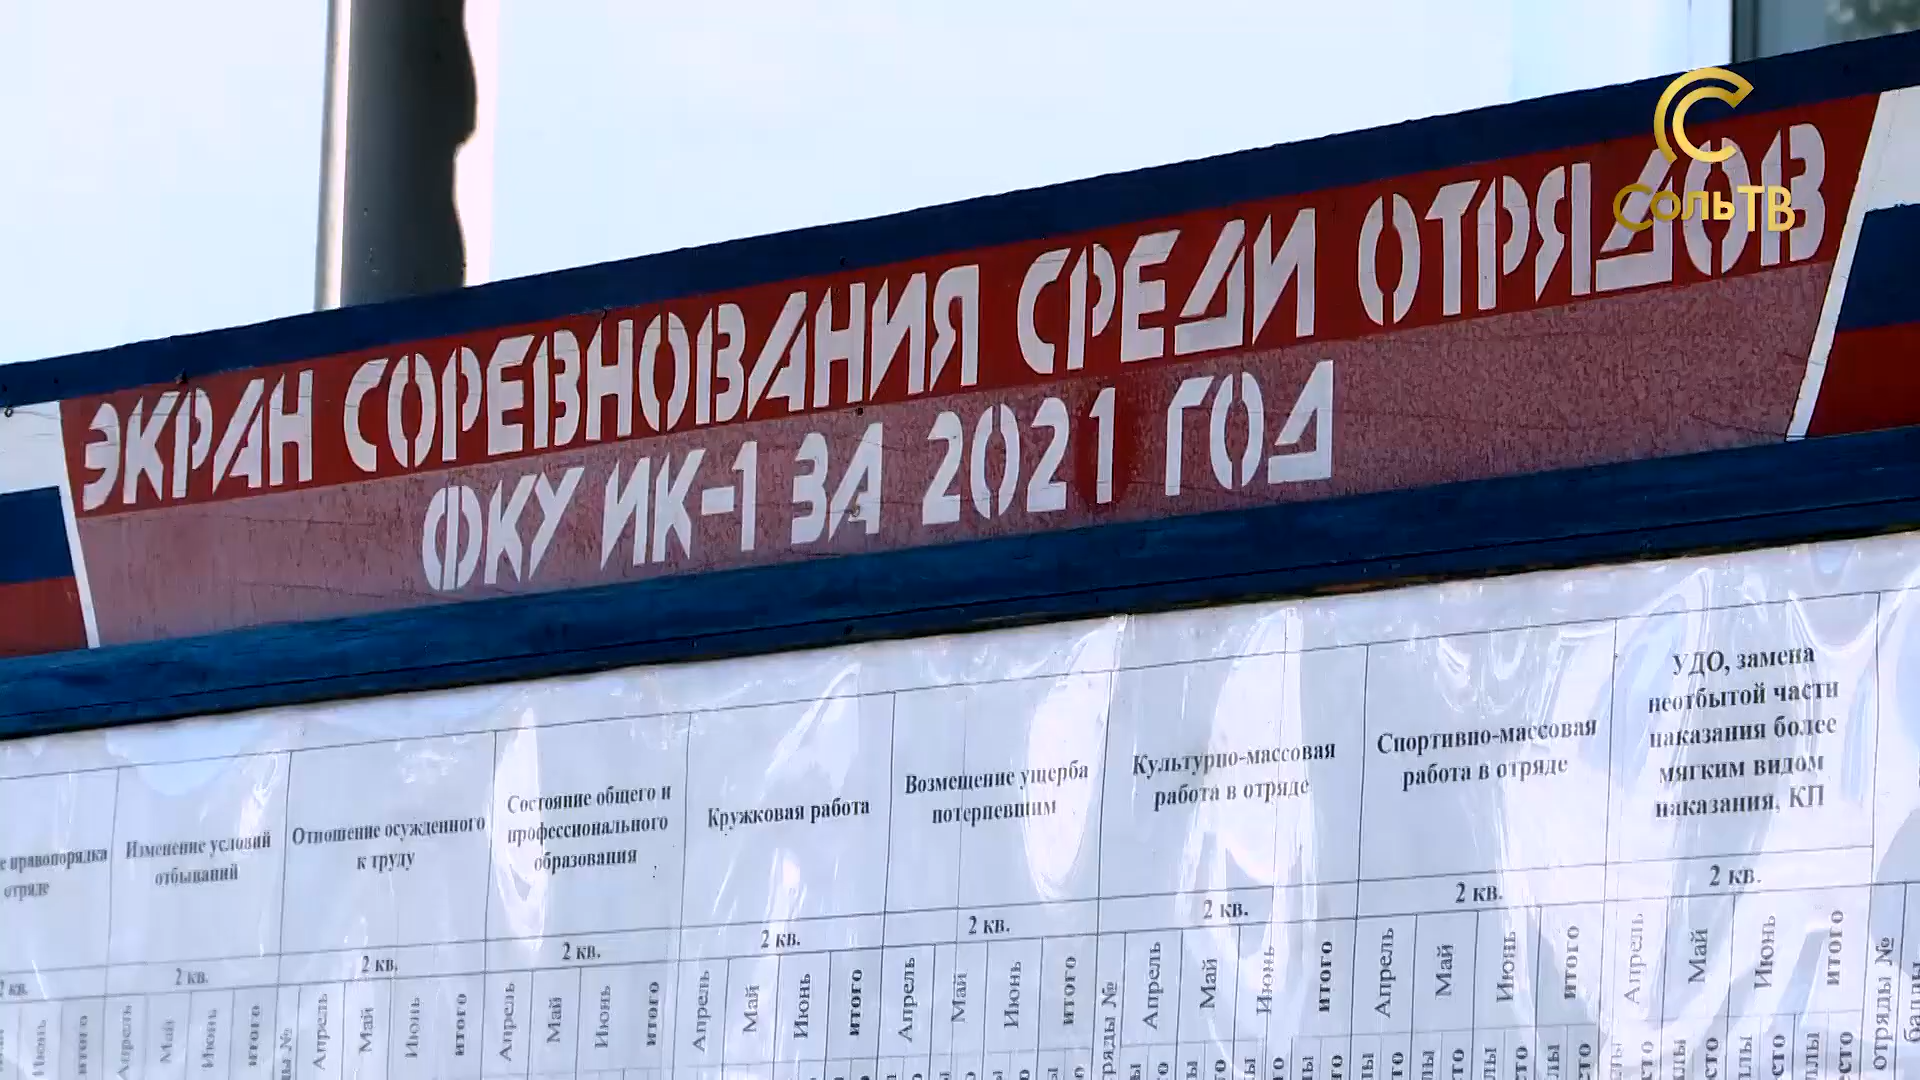 СОЛЬТВ
ЭКРАН СОРЕВНОВАНИЯ СРЕДИ ОТРЯДОВ
ФКУ ИК-1 ЗА 2021 ГОД
правопорядка
отряде
Изменение условий
отбываний
Отношение осужденного
к труду
Состояние общего и
профессионального
образования
Кружковая работа
Возмещение ущерба
потерпевшим
Культурно-массовая
работа в отряде
Спортивно-массовая
работа в отряде
УДО, замена
неотбытой части
наказания более
мягким видом
наказания, КП
2 кв. 2 кв. 2 кв. 2 кв. 2 кв. 2 кв. 2 кв. 2 кв. 2 кв.
Июнь итого
Апрель Май Июнь итого
Апрель Май Июнь итого
Апрель Май Июнь итого
Апрель Май Июнь итого
Апрель Май Июнь итого
Апрель Май Июнь итого
Апрель Май Июнь итого
Апрель Май Июнь итого
отряды №
баллы